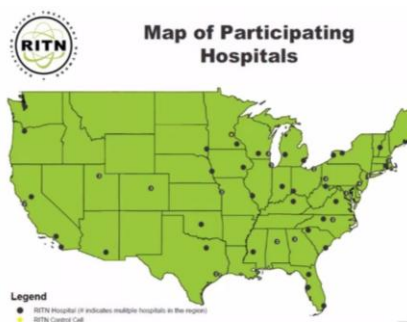 RITN
Map of Participating
Hospitals
Legend
RITN Hospital (# indicates multiple hospitals in the region)
RITN Control Cell